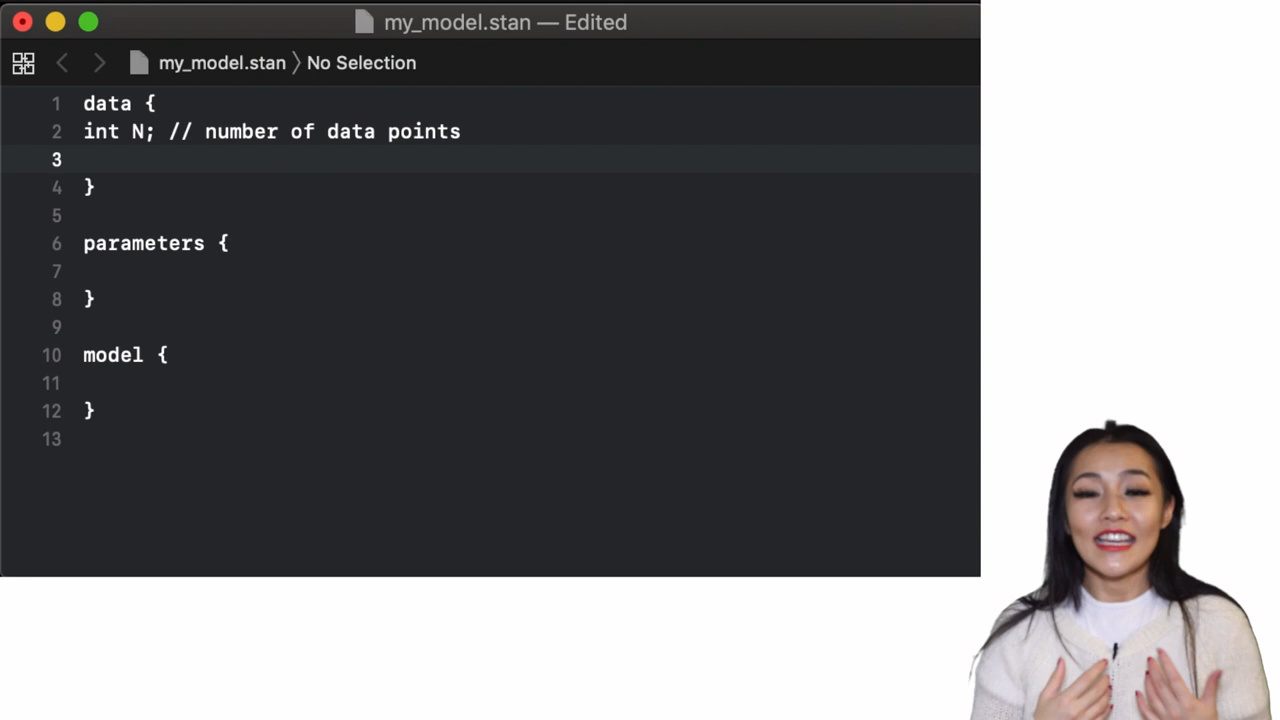 my_model.stan — Edited
my_model.stan 〉 No Selection
1 data {
2 int N; // number of data points
3
4 }
5
6 parameters {
7
8 }
9
10 model {
11
12 }
13